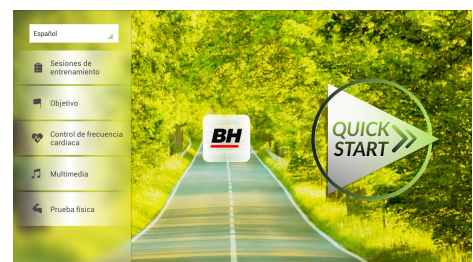 Español
Sesiones de
entrenamiento
Objetivo
Control de frecuencia
cardiaca
Multimedia
Prueba física
BH
QUICK
START